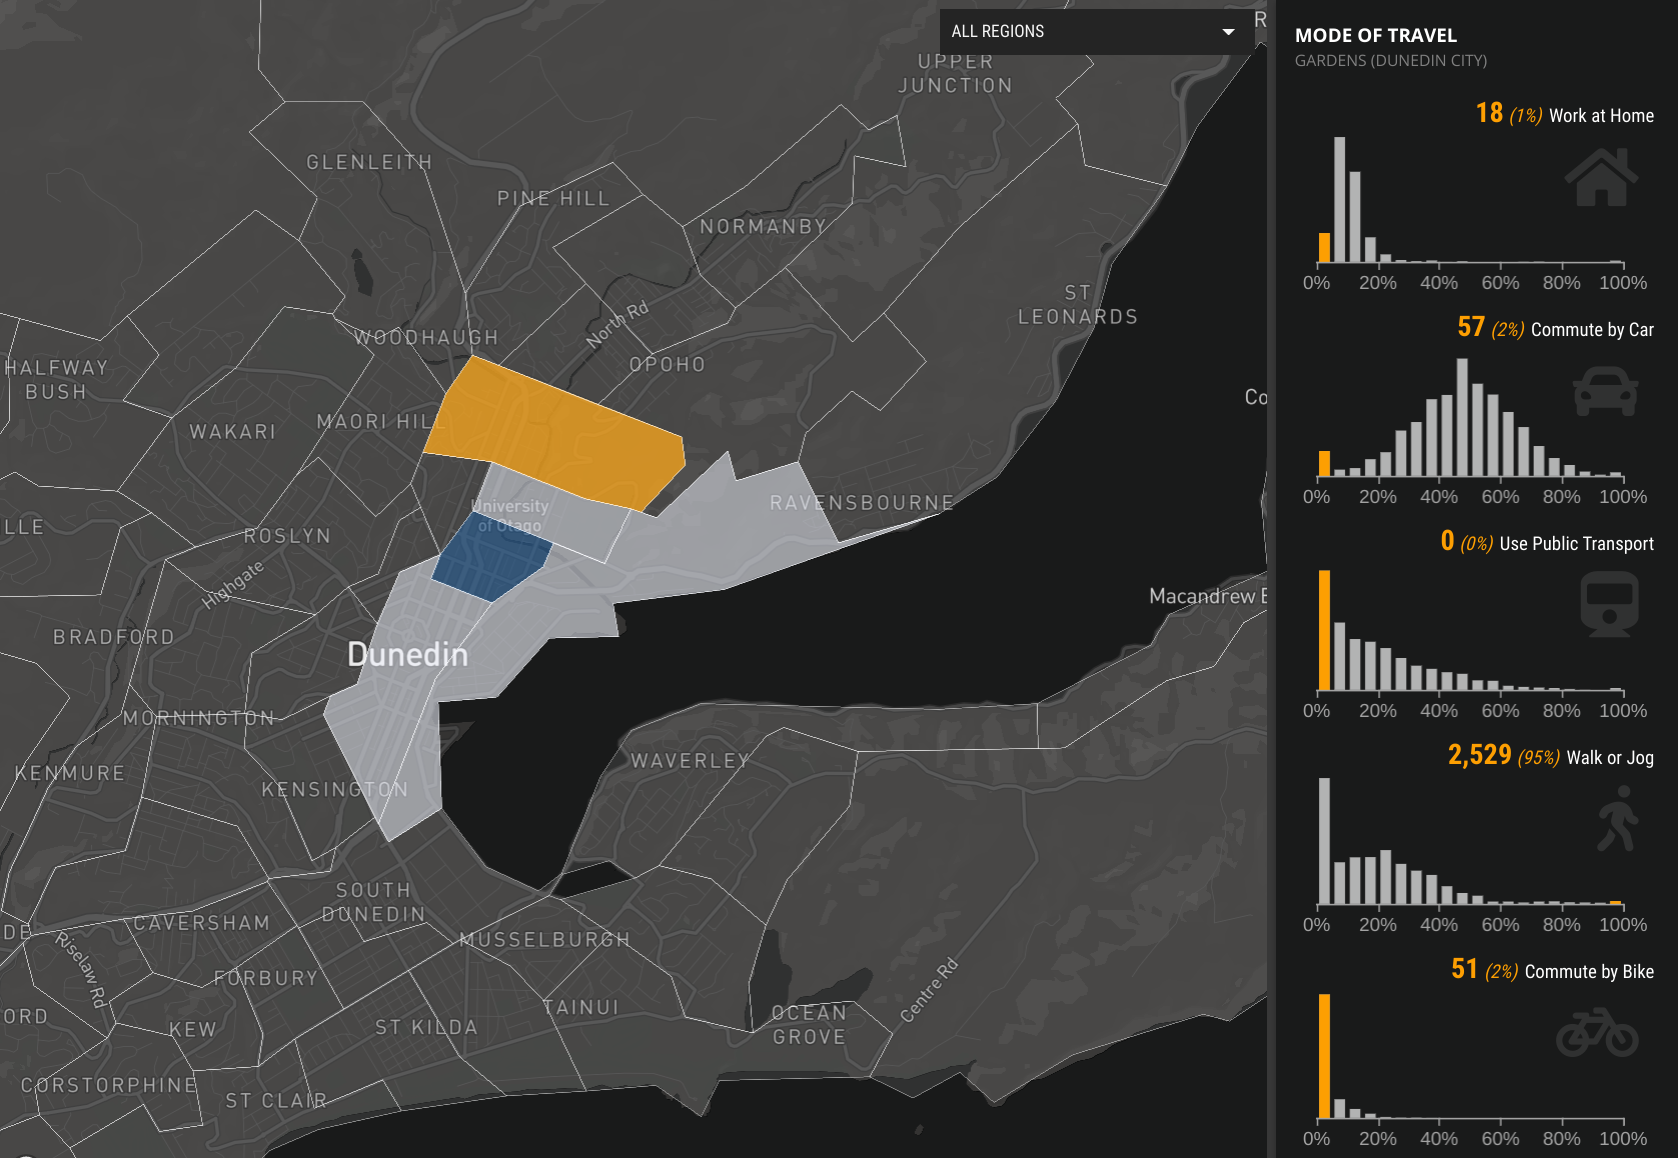 ALL REGIONS
R
UPPER
JUNCTION
GLENLEITH
PINE HILL
NORMANBY
ST
LEONARDS
North Rd
WOODHAUGH
OPOHO
HALFWAY
BUSH
Co
MAORI HILL
WAKARI
University
of Otago
RAVENSBOURNE
LLE
ROSLYN
Highgate
Macandrew B
BRADFORD
Dunedin
MORNINGTON
WAVERLEY
KENMURE
KENSINGTON
SOUTH
DUNEDIN
CAVERSHAM
DE
MUSSELBURGH
Riselaw Rd
FORBURY
Centre Rd
TAINUI
OCEAN
GROVE
ORD
KEW
ST KILDA
CORSTORPHINE
ST CLAIR
MODE OF TRAVEL
GARDENS (DUNEDIN CITY)
18 (1%) Work at Home
0% 20% 40% 60% 80% 100%
57 (2%) Commute by Car
0% 20% 40% 60% 80% 100%
0 (0%) Use Public Transport
0% 20% 40% 60% 80% 100%
2,529 (95%) Walk or Jog
0% 20% 40% 60% 80% 100%
51 (2%) Commute by Bike
0% 20% 40% 60% 80% 100%